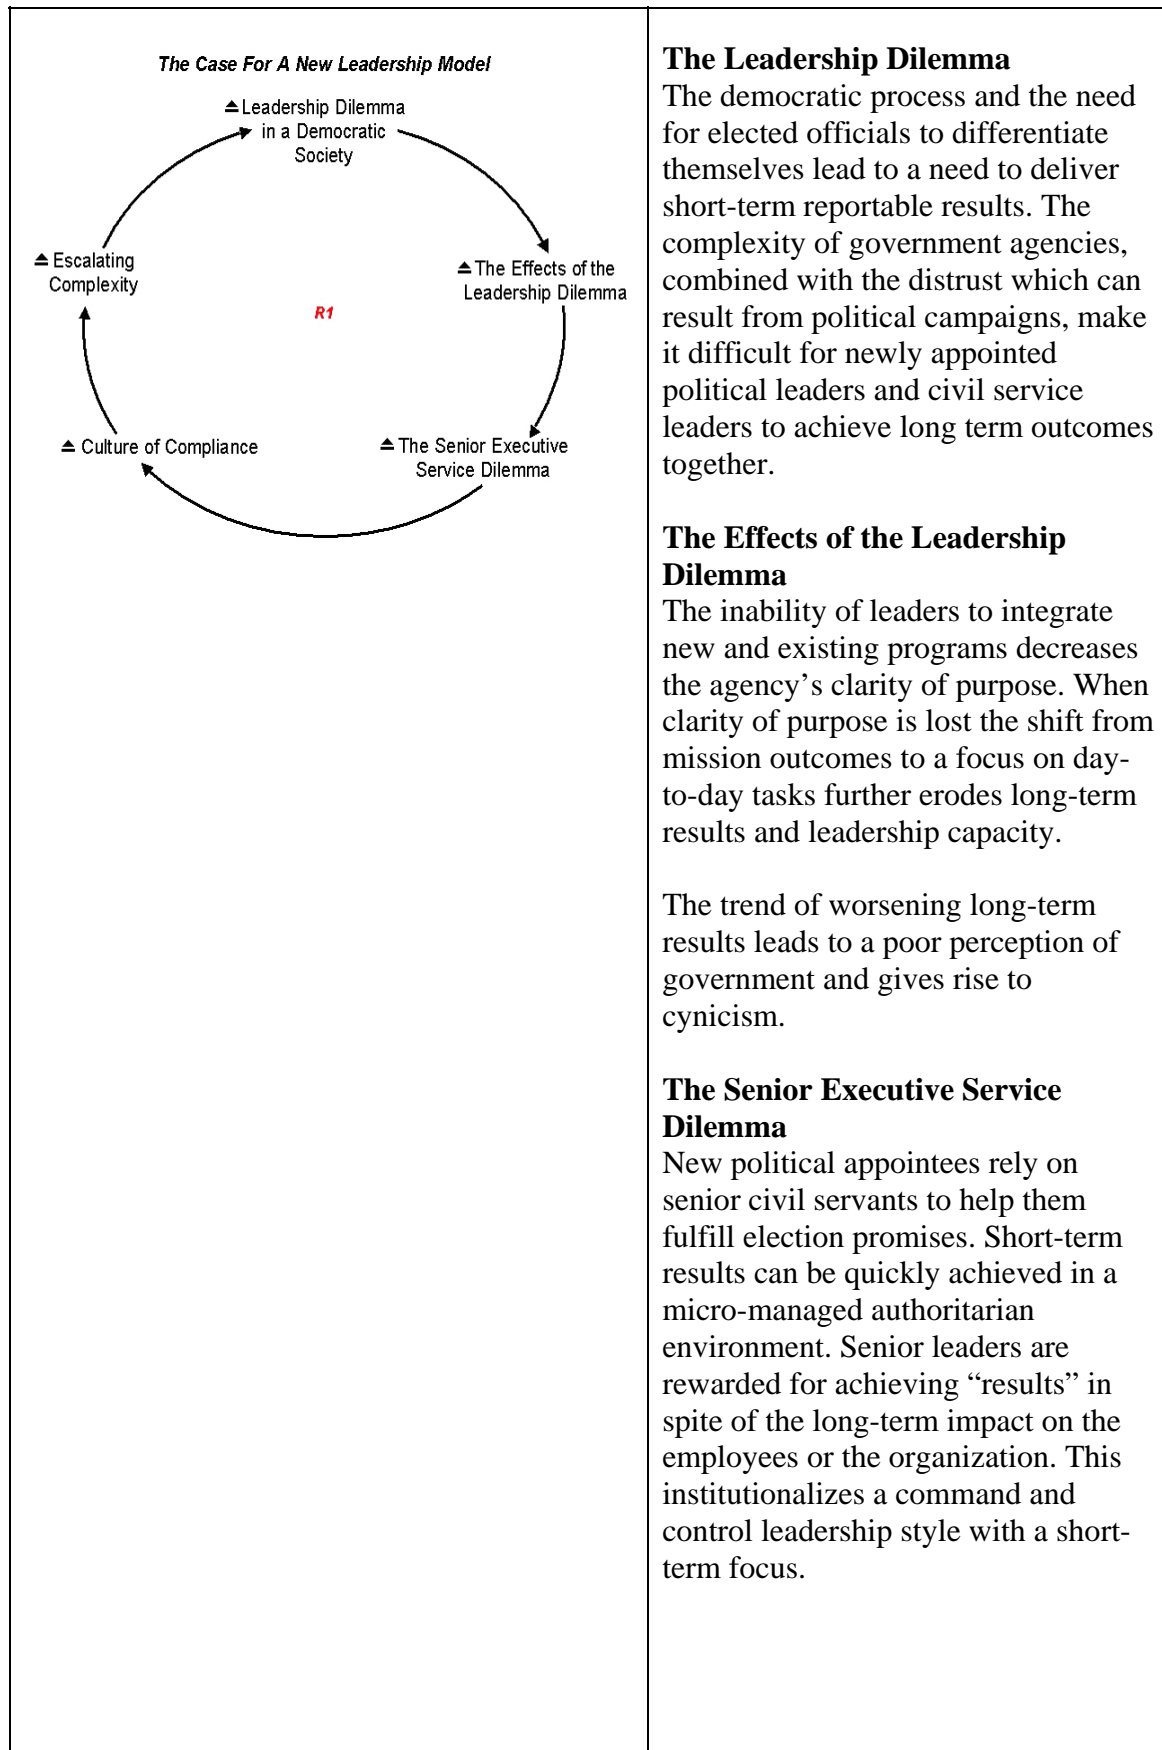 The Case For A New Leadership Model
Leadership Dilemma
in a Democratic
Society
The Effects of the
Leadership Dilemma
The Senior Executive
Service Dilemma
Culture of Compliance
Escalating
Complexity
R1
The Leadership Dilemma
The democratic process and the need
for elected officials to differentiate
themselves lead to a need to deliver
short-term reportable results. The
complexity of government agencies,
combined with the distrust which can
result from political campaigns, make
it difficult for newly appointed
political leaders and civil service
leaders to achieve long term outcomes
together.
The Effects of the Leadership
Dilemma
The inability of leaders to integrate
new and existing programs decreases
the agency’s clarity of purpose. When
clarity of purpose is lost the shift from
mission outcomes to a focus on day-
to-day tasks further erodes long-term
results and leadership capacity.
The trend of worsening long-term
results leads to a poor perception of
government and gives rise to
cynicism.
The Senior Executive Service
Dilemma
New political appointees rely on
senior civil servants to help them
fulfill election promises. Short-term
results can be quickly achieved in a
micro-managed authoritarian
environment. Senior leaders are
rewarded for achieving “results” in
spite of the long-term impact on the
employees or the organization. This
institutionalizes a command and
control leadership style with a short-
term focus.